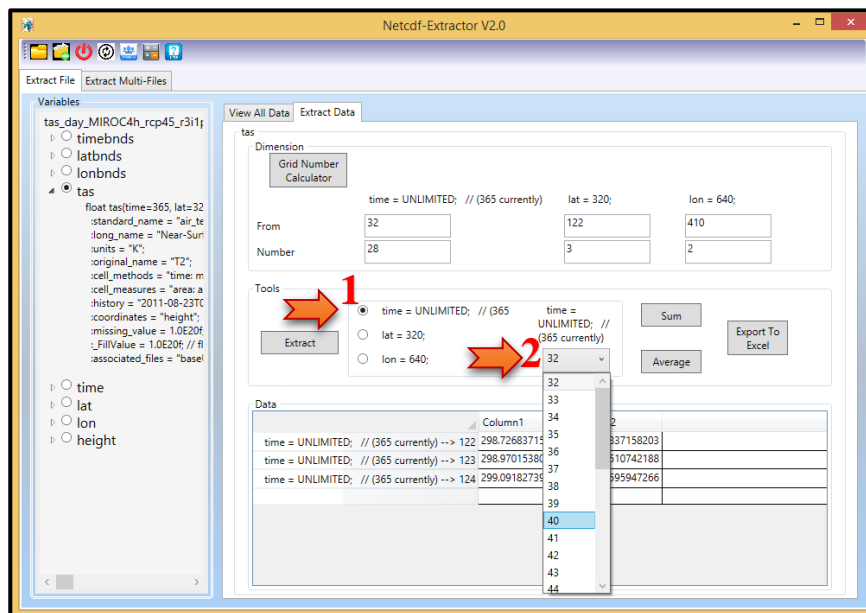 Netcdf-Extractor V2.0
Extract File Extract Multi-Files
Variables
tas_day_MIROC4h_rcp45_r3i1p
timebnds
latbnds
lonbnds
tas
float tas(time=365, lat=32
:standard_name = "air_te
:long_name = "Near-Surf
:units = "K";
:original_name = "T2";
:cell_methods = "time: m
:cell_measures = "area: a
:history = "2011-08-23T0
:coordinates = "height";
:missing_value = 1.0E20f;
:_FillValue = 1.0E20f; // fl
:associated_files = "basel
time
lat
lon
height
View All Data Extract Data
tas
Dimension
Grid Number
Calculator
time = UNLIMITED; // (365 currently) lat = 320; lon = 640;
From 32 122 410
Number 28 3 2
Tools
Extract
1
time = UNLIMITED; // (365
lat = 320;
lon = 640;
time =
UNLIMITED; //
(365 currently)
2
32
32
33
34
35
36
37
38
39
40
41
42
43
44
Sum
Average
Export To
Excel
Data
Column1 2
time = UNLIMITED; // (365 currently) --> 122 298.72683715 337158203
time = UNLIMITED; // (365 currently) --> 123 298.97015380 510742188
time = UNLIMITED; // (365 currently) --> 124 299.09182739 595947266